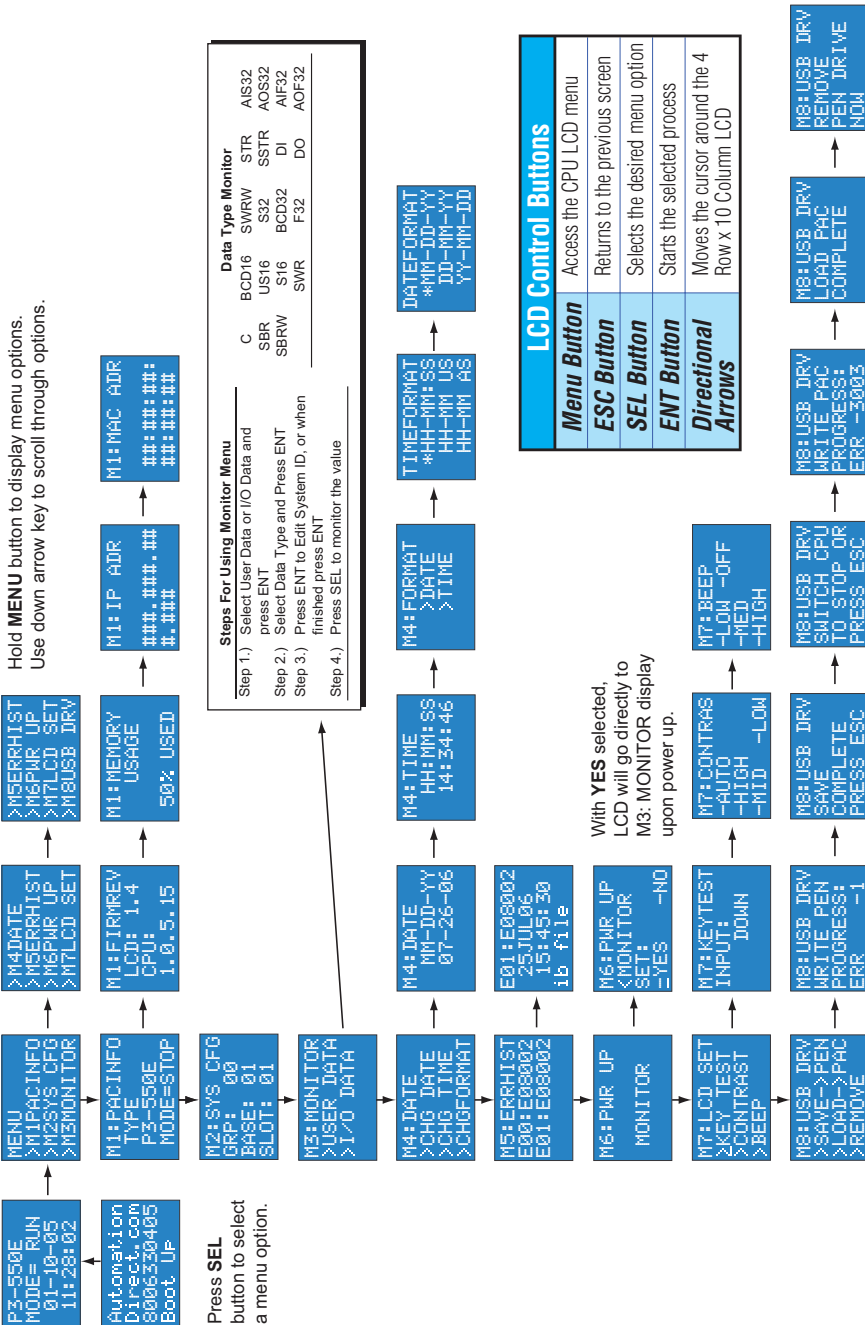 Hold MENU button to display menu options.
Use down arrow key to scroll through options.
P3-550E
MODE= RUN
01-10-05
11:28:02
Automation
Direct.com
8006330405
Boot Up
MENU
>M1PACINFO
>M2SYS CFG
>M3MONITOR
>M4DATE
>M5ERRHIST
>M6PWR UP
>M7LCD SET
>M5ERRHIST
>M6PWR UP
>M7LCD SET
>M8USB DRV
Press SEL
button to select
a menu option.
M1:PACINFO
TYPE
P3-550E
MODE=STOP
M1:FIRMREV
LCD: 1.4
CPU:
1.0.5.15
M1:MEMORY
USAGE
50% USED
M1:IP ADR
###.###.##
#.###
M1:MAC ADR
##:##:##:
##:##:##
M2:SYS CFG
GRP: 00
BASE: 01
SLOT: 01
M3:MONITOR
>USER DATA
>I/O DATA
Steps For Using Monitor Menu
Step 1.) Select User Data or I/O Data and
press ENT
Step 2.) Select Data Type and Press ENT
Step 3.) Press ENT to Edit System ID, or when
finished press ENT
Step 4.) Press SEL to monitor the value
Data Type Monitor
C BCD16 SWRW STR AIS32
SBR US16 S32 SSTR AOS32
SBRW S16 BCD32 DI AIF32
SWR F32 DO AOF32
M4:DATE
>CHG DATE
>CHG TIME
>CHGFORMAT
M4:DATE
MM-DD-YY
07-26-06
M4:TIME
HH:MM:SS
14:34:46
M4:FORMAT
>DATE
>TIME
TIMEFORMAT
*HH-MM:SS
HH-MM US
HH-MM AS
DATEFORMAT
*MM-DD-YY
DD-MM-YY
YY-MM-DD
M5:ERRHIST
E00:E08002
E01:E08002
E01:E08002
25JUL06
15:45:30
ib file
M6:PWR UP
MONITOR
M6:PWR UP
<MONITOR
SET:
-YES -NO
With YES selected,
LCD will go directly to
M3: MONITOR display
upon power up.
M7:LCD SET
>KEY TEST
>CONTRAST
>BEEP
M7:KEYTEST
INPUT:
DOWN
M7:CONTRAS
-AUTO
-HIGH
-MID -LOW
M7:BEEP
-LOW -OFF
-MED
-HIGH
LCD Control Buttons
Menu Button Access the CPU LCD menu
ESC Button Returns to the previous screen
SEL Button Selects the desired menu option
ENT Button Starts the selected process
Directional
Arrows Moves the cursor around the 4
Row x 10 Column LCD
M8:USB DRV
>SAVE->PEN
>LOAD->PAC
>REMOVE
M8:USB DRV
WRITE PEN
PROGRESS:
ERR -1
M8:USB DRV
SAVE
COMPLETE
PRESS ESC
M8:USB DRV
SWITCH CPU
TO STOP OR
PRESS ESC
M8:USB DRV
WRITE PAC
PROGRESS:
ERR -3003
M8:USB DRV
LOAD PAC
COMPLETE
M8:USB DRV
REMOVE
PEN DRIVE
NOW